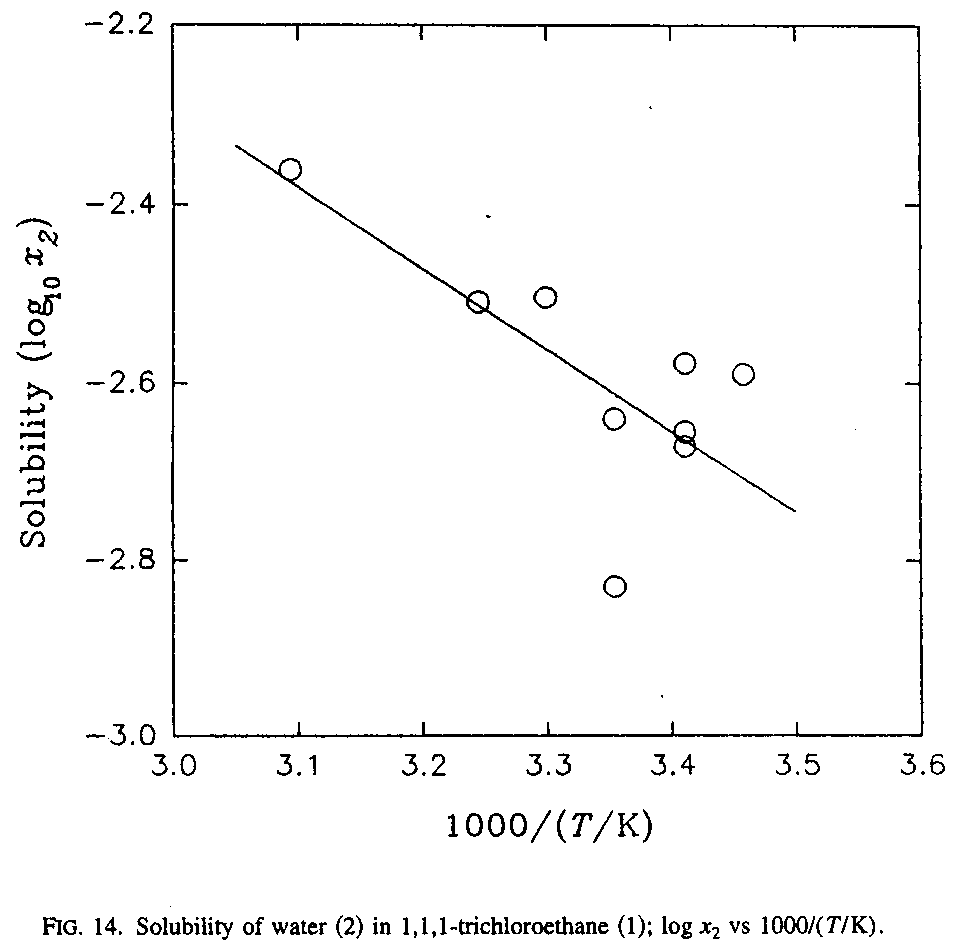 −2.2
−2.4
−2.6
−2.8
−3.0
Solubility (log₁₀ x₂)
3.0 3.1 3.2 3.3 3.4 3.5 3.6
1000/(T/K)
FIG. 14. Solubility of water (2) in 1,1,1-trichloroethane (1); log x₂ vs 1000/(T/K).